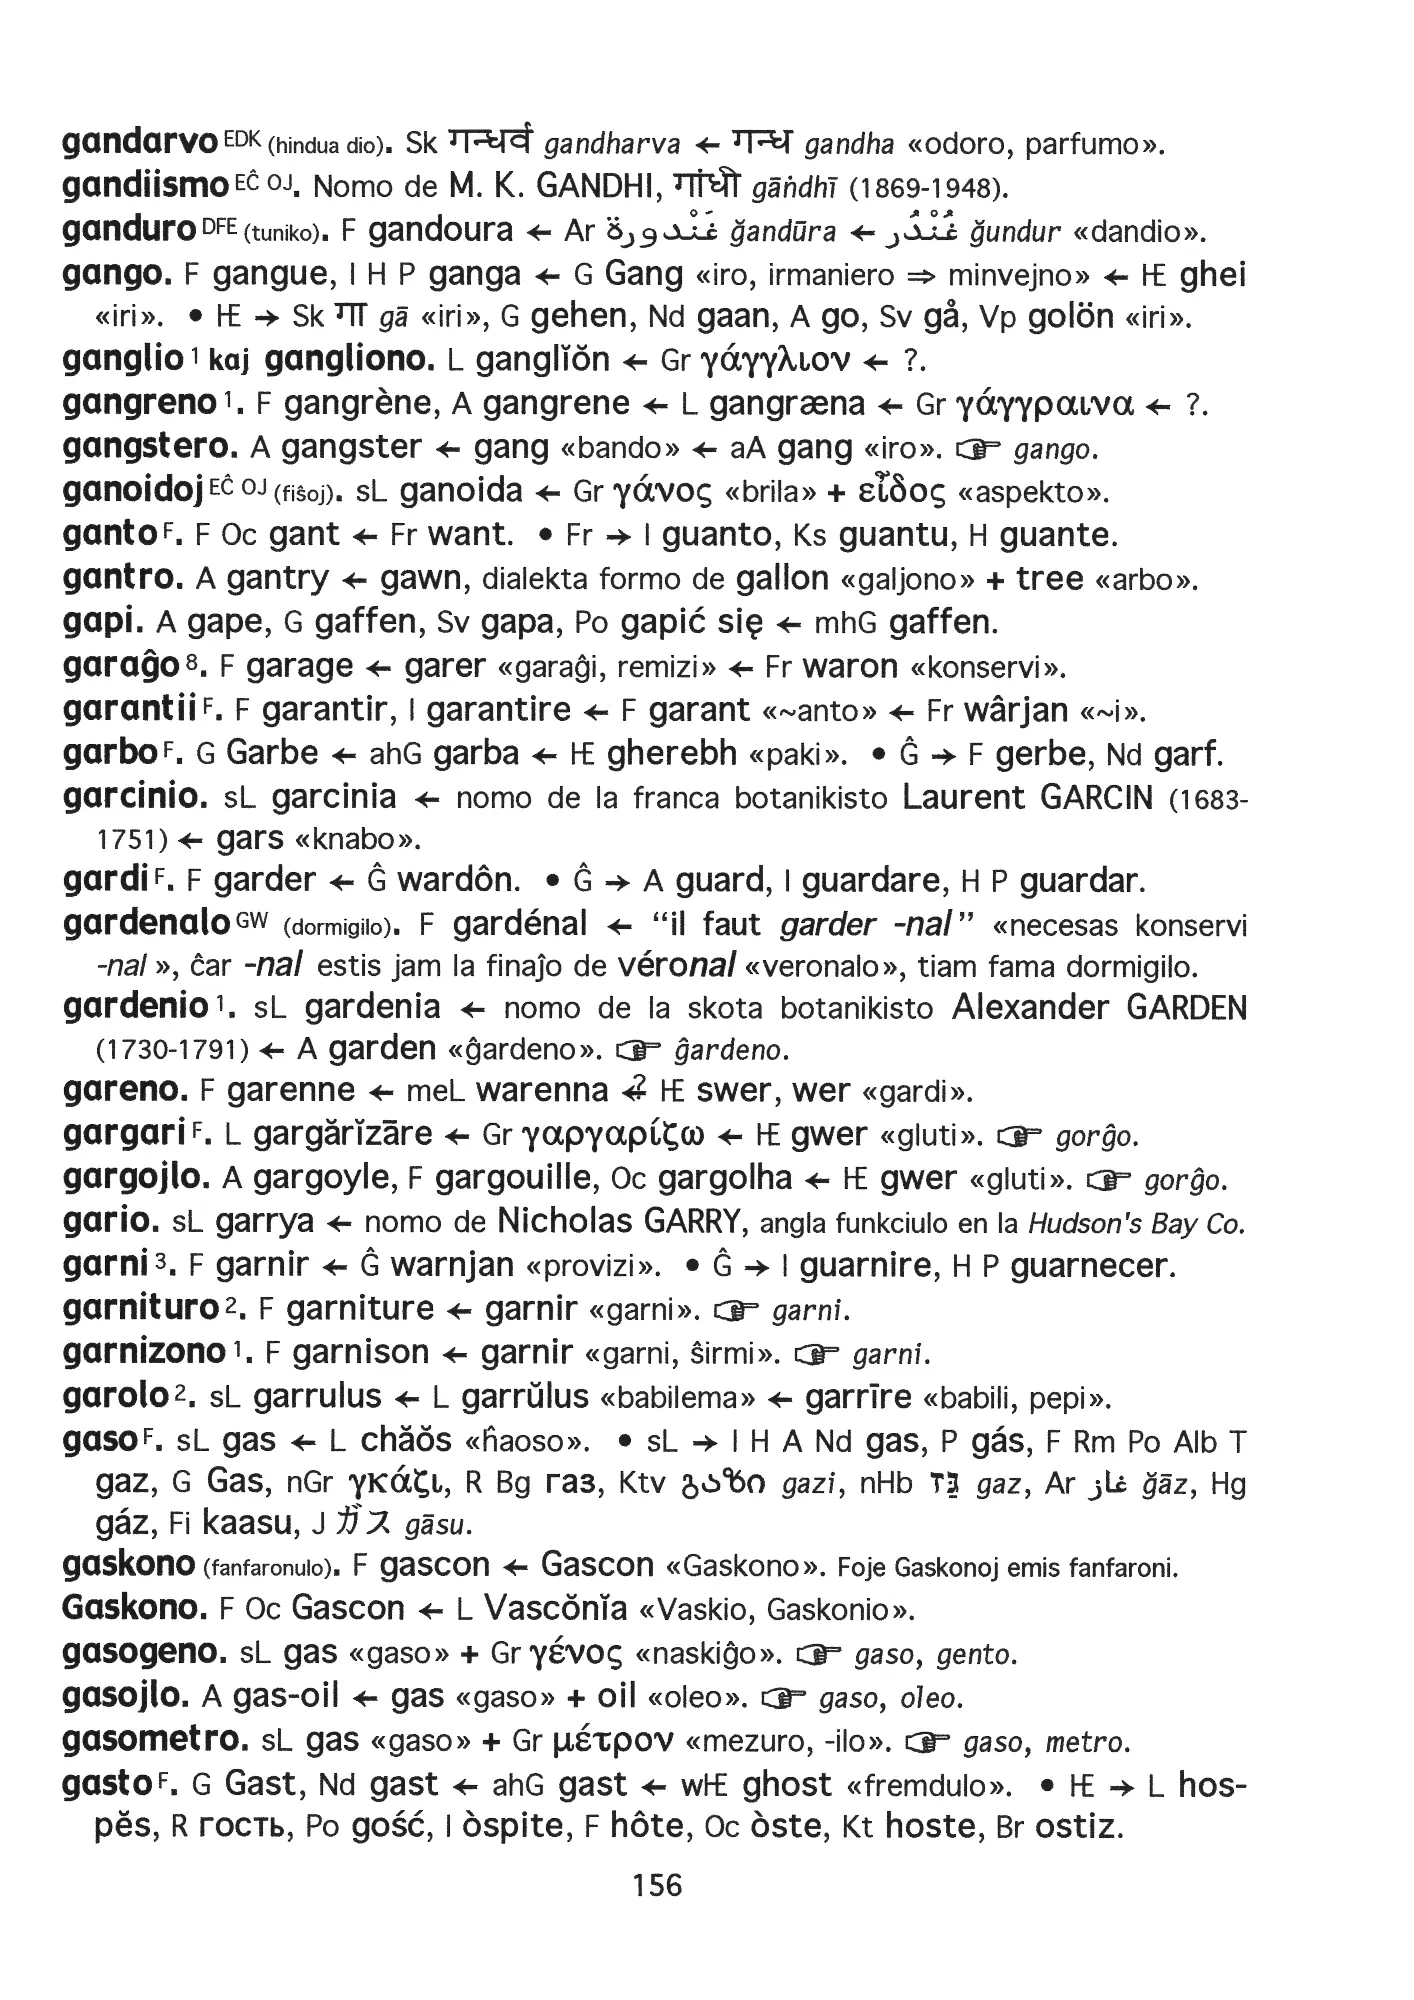 gandarvo EDK (hindua dio). Sk गन्धर्व gandharva ← गन्ध gandha «odoro, parfumo».
gandiismo EĈ OJ. Nomo de M. K. GANDHI, गांधी gāṅdhī (1869-1948).
ganduro DFE (tuniko). F gandoura ← Ar غَنْدورة ğandūra ← غُنْدُر ğundur «dandio».
gango. F gangue, I H P ganga ← G Gang «iro, irmaniero ⇒ minvejno» ← IE ghei
«iri». • IE → Sk गा gā «iri», G gehen, Nd gaan, A go, Sv gå, Vp golön «iri».
ganglio 1 kaj gangliono. L ganglĭŏn ← Gr γάγγλιον ← ?.
gangreno 1. F gangrène, A gangrene ← L gangræna ← Gr γάγγραινα ← ?.
gangstero. A gangster ← gang «bando» ← aA gang «iro». ☞ gango.
ganoidoj EĈ OJ (fiŝoj). sL ganoida ← Gr γάνος «brila» + εἶδος «aspekto».
ganto F. F Oc gant ← Fr want. • Fr → I guanto, Ks guantu, H guante.
gantro. A gantry ← gawn, dialekta formo de gallon «galjono» + tree «arbo».
gapi. A gape, G gaffen, Sv gapa, Po gapić się ← mhG gaffen.
garaĝo 8. F garage ← garer «garaĝi, remizi» ← Fr waron «konservi».
garantii F. F garantir, I garantire ← F garant «~anto» ← Fr wârjan «~i».
garbo F. G Garbe ← ahG garba ← IE gherebh «paki». • Ĝ → F gerbe, Nd garf.
garcinio. sL garcinia ← nomo de la franca botanikisto Laurent GARCIN (1683-
1751) ← gars «knabo».
gardi F. F garder ← Ĝ wardôn. • Ĝ → A guard, I guardare, H P guardar.
gardenalo GW (dormigilo). F gardénal ← “il faut garder -nal” «necesas konservi
-nal», ĉar -nal estis jam la finaĵo de véronal «veronalo», tiam fama dormigilo.
gardenio 1. sL gardenia ← nomo de la skota botanikisto Alexander GARDEN
(1730-1791) ← A garden «ĝardeno». ☞ ĝardeno.
gareno. F garenne ← meL warenna ←? IE swer, wer «gardi».
gargari F. L gargărĭzāre ← Gr γαργαρίζω ← IE gwer «gluti». ☞ gorĝo.
gargojlo. A gargoyle, F gargouille, Oc gargolha ← IE gwer «gluti». ☞ gorĝo.
gario. sL garrya ← nomo de Nicholas GARRY, angla funkciulo en la Hudson's Bay Co.
garni 3. F garnir ← Ĝ warnjan «provizi». • Ĝ → I guarnire, H P guarnecer.
garnituro 2. F garniture ← garnir «garni». ☞ garni.
garnizono 1. F garnison ← garnir «garni, ŝirmi». ☞ garni.
garolo 2. sL garrulus ← L garrŭlus «babilema» ← garrīre «babili, pepi».
gaso F. sL gas ← L chăŏs «ĥaoso». • sL → I H A Nd gas, P gás, F Rm Po Alb T
gaz, G Gas, nGr γκάζι, R Bg газ, Ktv გაზი gazi, nHb גַּז gaz, Ar غاز ğāz, Hg
gáz, Fi kaasu, J ガス gāsu.
gaskono (fanfaronulo). F gascon ← Gascon «Gaskono». Foje Gaskonoj emis fanfaroni.
Gaskono. F Oc Gascon ← L Vascŏnĭa «Vaskio, Gaskonio».
gasogeno. sL gas «gaso» + Gr γένος «naskiĝo». ☞ gaso, gento.
gasojlo. A gas-oil ← gas «gaso» + oil «oleo». ☞ gaso, oleo.
gasometro. sL gas «gaso» + Gr μέτρον «mezuro, -ilo». ☞ gaso, metro.
gasto F. G Gast, Nd gast ← ahG gast ← wIE ghost «fremdulo». • IE → L hos-
pĕs, R гость, Po gość, I òspite, F hôte, Oc òste, Kt hoste, Br ostiz.
156